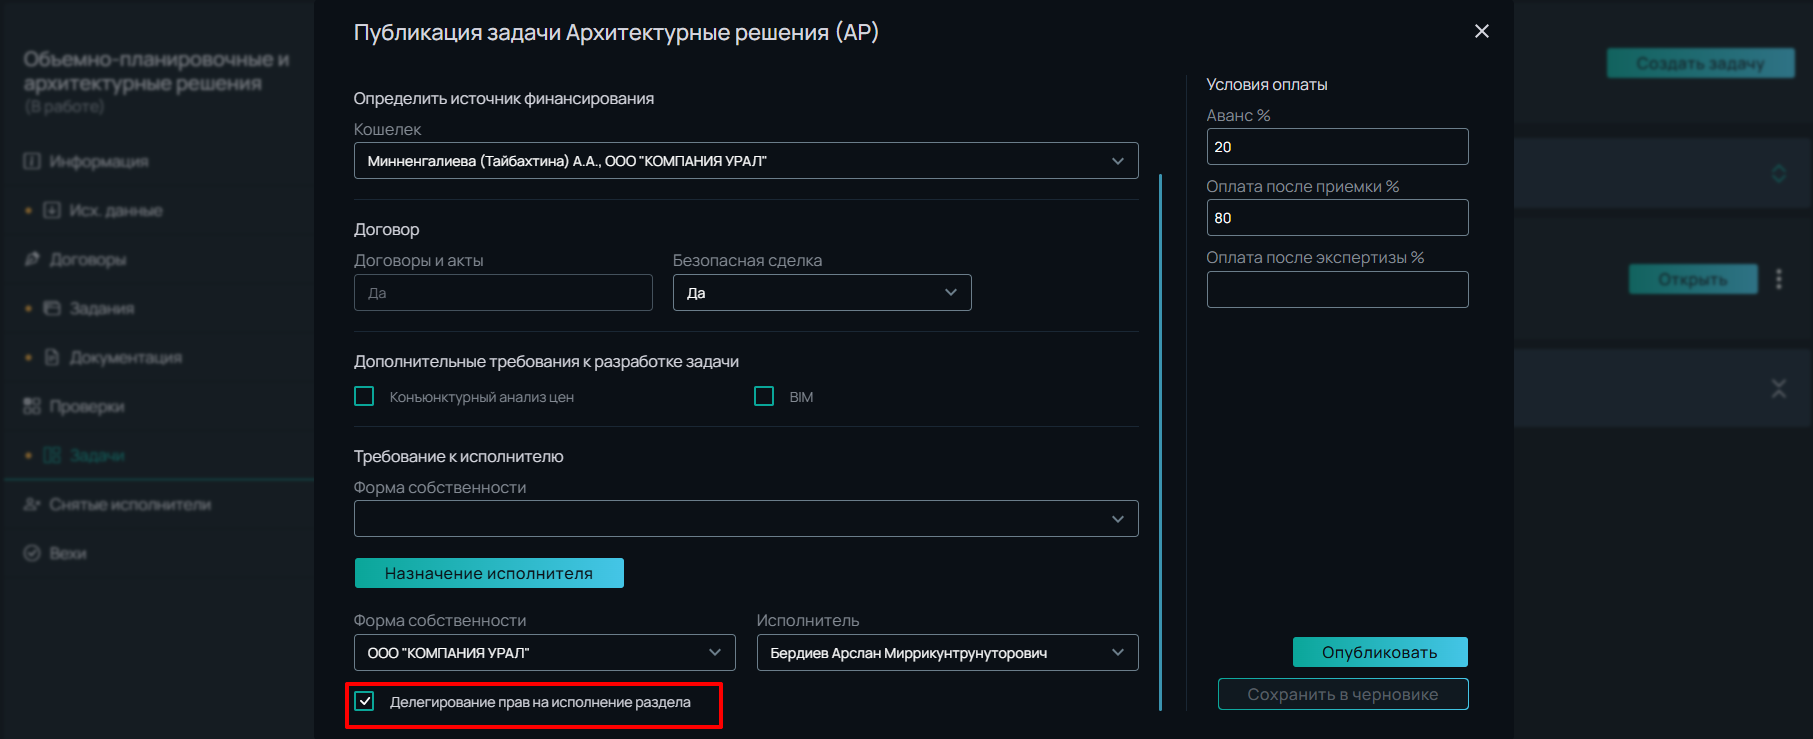 Объемно-планировочные и
архитектурные решения
(В работе)
Информация
Исх. данные
Договоры
Задания
Документация
Проверки
Задачи
Снятые исполнители
Вехи
Публикация задачи Архитектурные решения (АР)
Определить источник финансирования
Кошелек
Минненгалиева (Тайбахтина) А.А., ООО "КОМПАНИЯ УРАЛ"
Договор
Договоры и акты
Безопасная сделка
Да
Да
Дополнительные требования к разработке задачи
Конъюнктурный анализ цен
BIM
Требование к исполнителю
Форма собственности
Назначение исполнителя
Форма собственности
Исполнитель
ООО "КОМПАНИЯ УРАЛ"
Бердиев Арслан Миррикунтрунуторович
Делегирование прав на исполнение раздела
Условия оплаты
Аванс %
20
Оплата после приемки %
80
Оплата после экспертизы %
Опубликовать
Сохранить в черновике
Создать задачу
Открыть